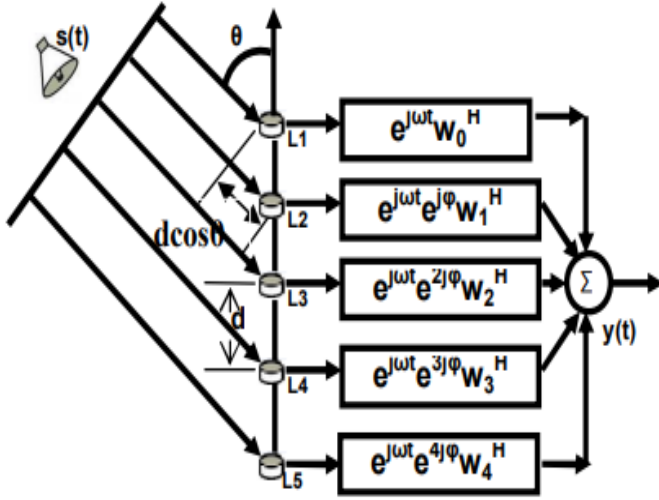 s(t)
θ
L1
e^{jωt}w_0^H
L2
e^{jωt}e^{jφ}w_1^H
dcosθ
L3
e^{jωt}e^{2jφ}w_2^H
Σ
d
y(t)
L4
e^{jωt}e^{3jφ}w_3^H
L5
e^{jωt}e^{4jφ}w_4^H